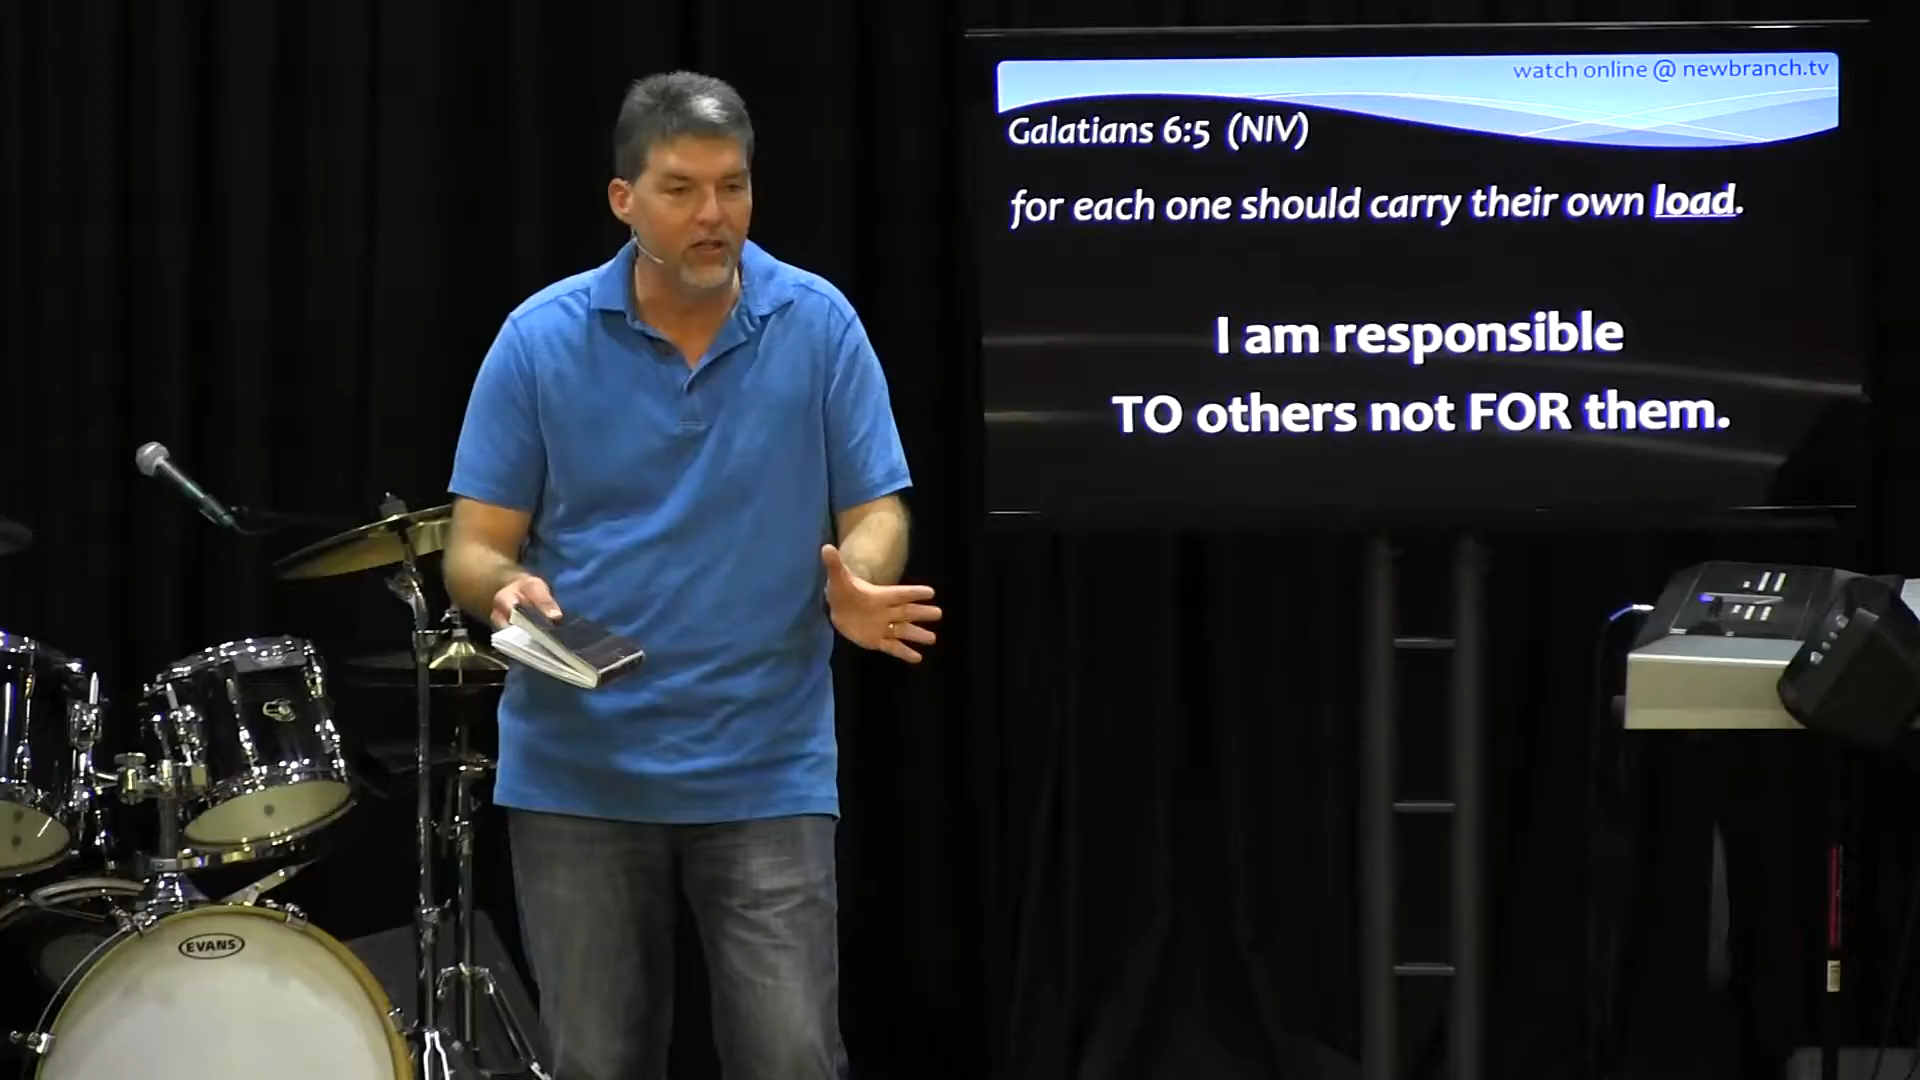 watch online @ newbranch.tv
Galatians 6:5 (NIV)
for each one should carry their own load.
I am responsible
TO others not FOR them.
EVANS